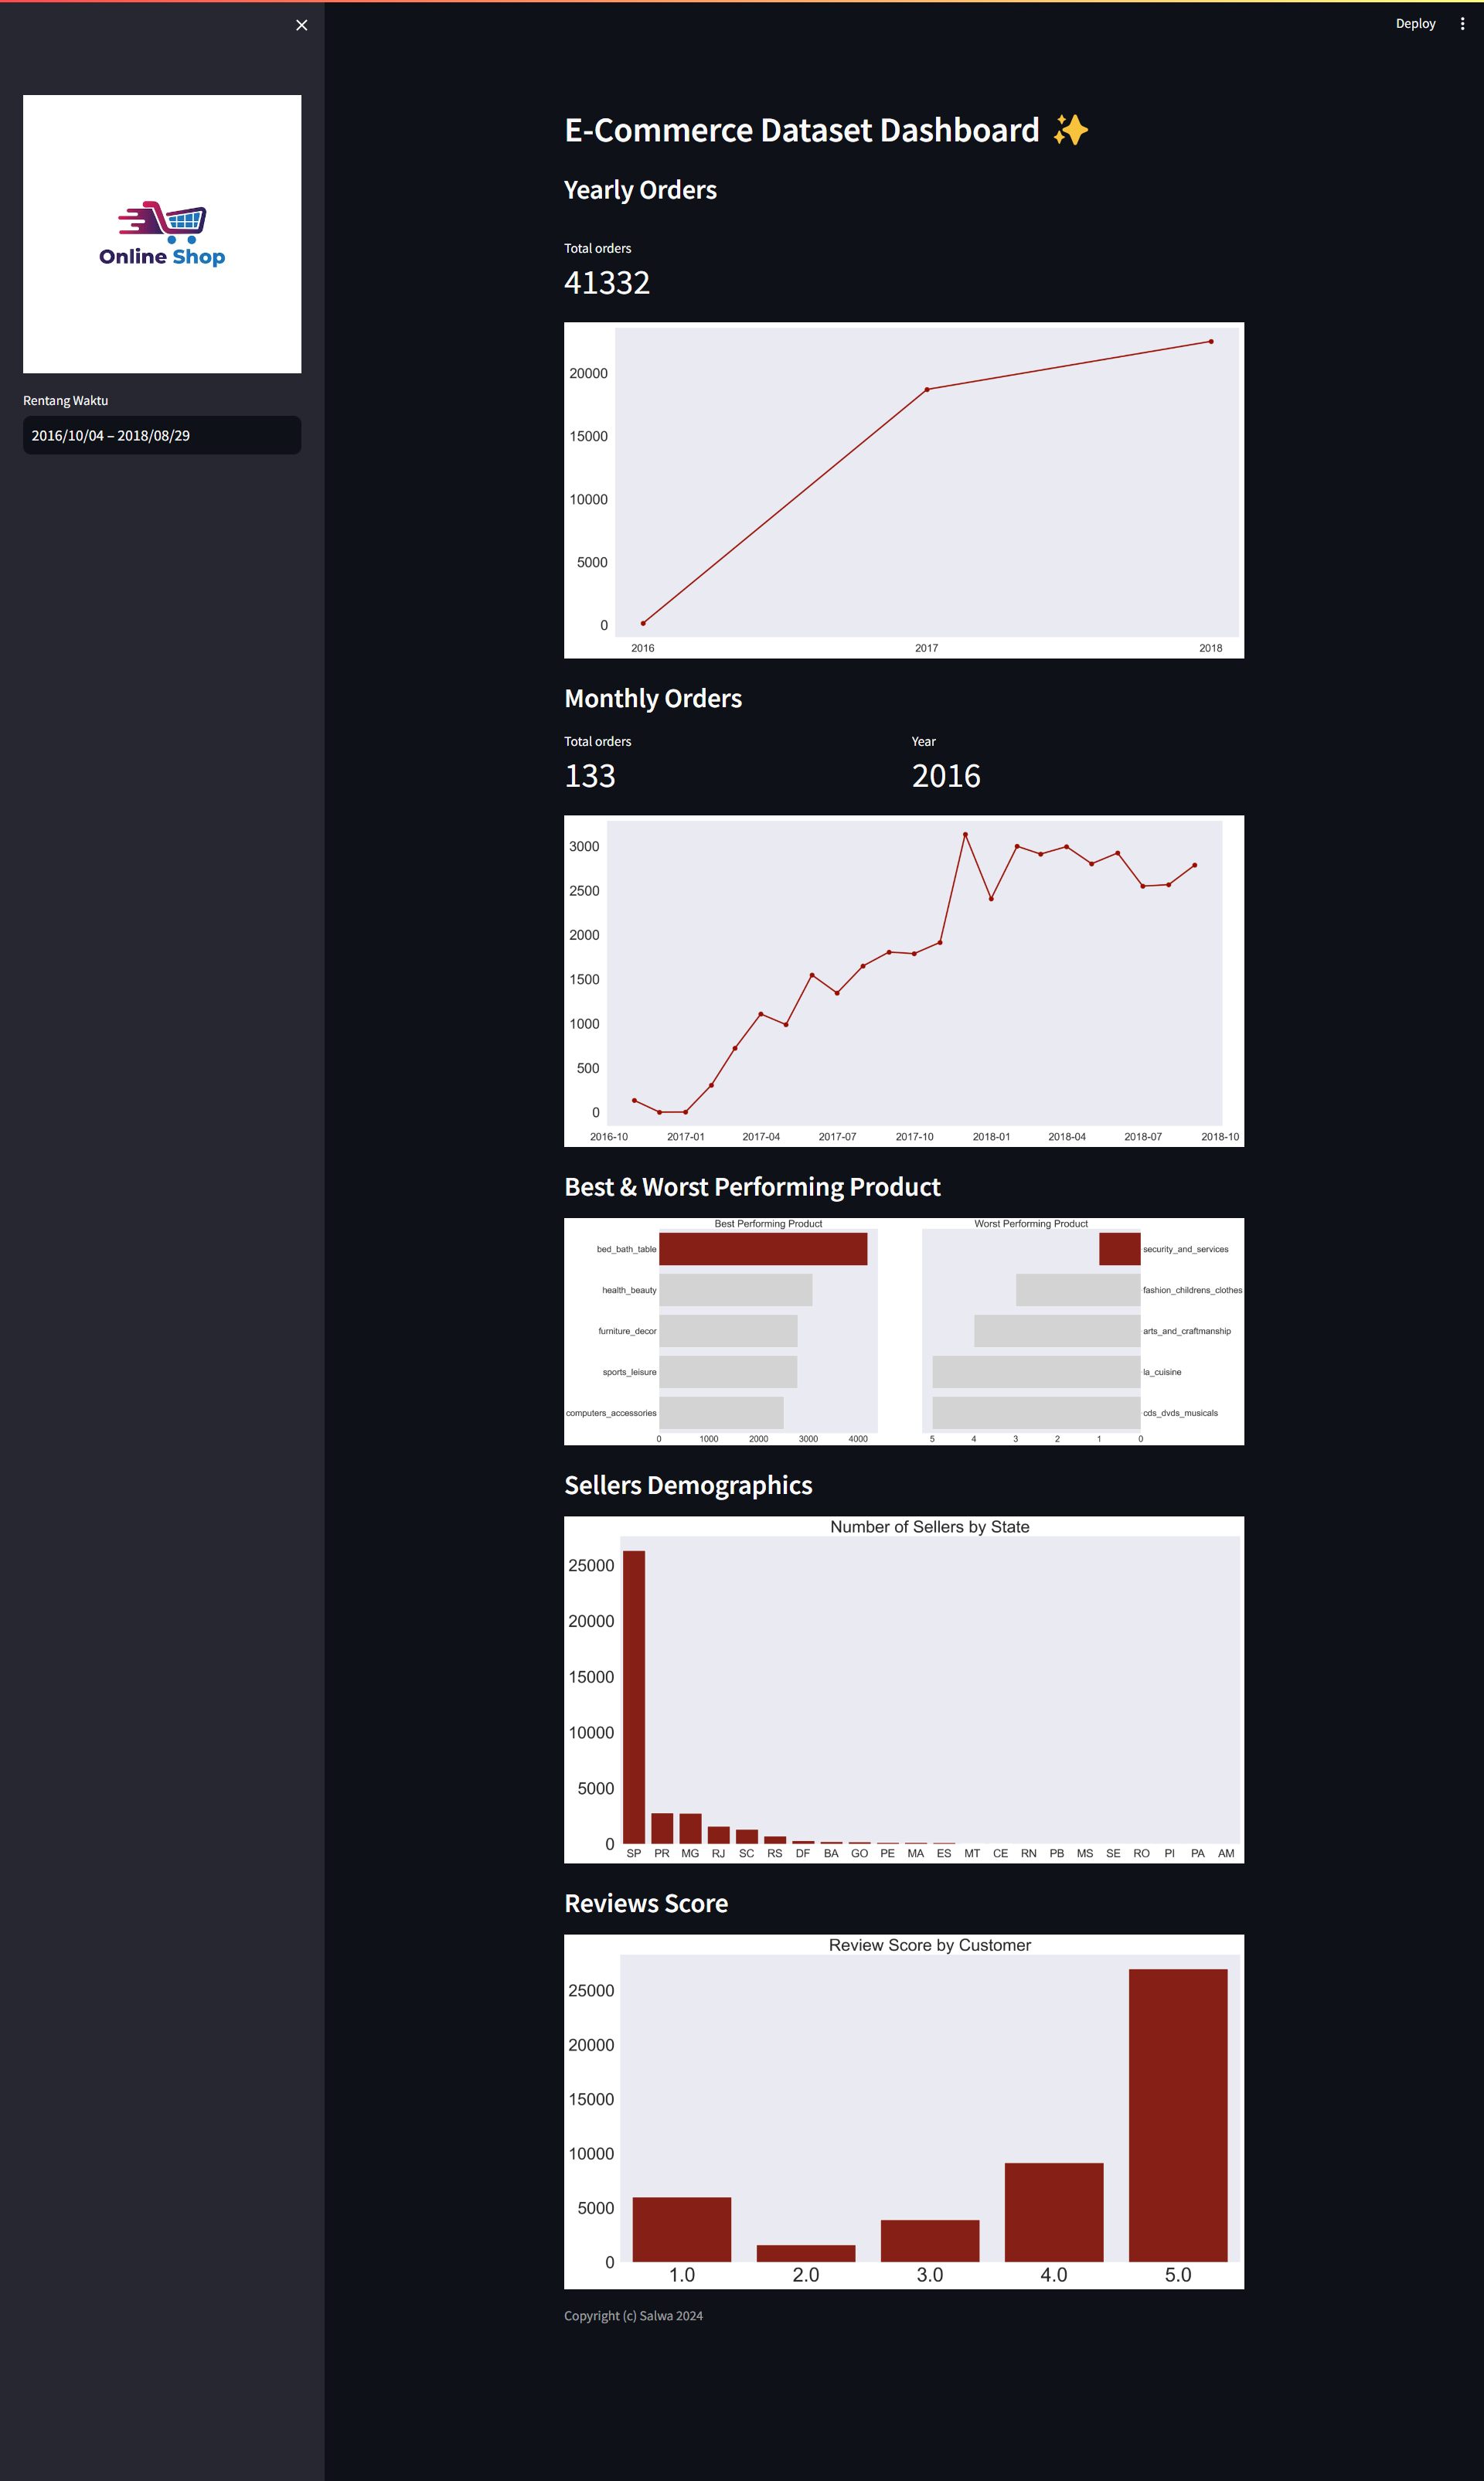 Deploy
Online Shop
Rentang Waktu
2016/10/04 – 2018/08/29
E-Commerce Dataset Dashboard ✨
Yearly Orders
Total orders
41332
20000
15000
10000
5000
0
2016 2017 2018
Monthly Orders
Total orders Year
133 2016
3000
2500
2000
1500
1000
500
0
2016-10 2017-01 2017-04 2017-07 2017-10 2018-01 2018-04 2018-07 2018-10
Best & Worst Performing Product
Best Performing Product
bed_bath_table
health_beauty
furniture_decor
sports_leisure
computers_accessories
0 1000 2000 3000 4000
Worst Performing Product
security_and_services
fashion_childrens_clothes
arts_and_craftmanship
la_cuisine
cds_dvds_musicals
5 4 3 2 1 0
Sellers Demographics
Number of Sellers by State
25000
20000
15000
10000
5000
0
SP PR MG RJ SC RS DF BA GO PE MA ES MT CE RN PB MS SE RO PI PA AM
Reviews Score
Review Score by Customer
25000
20000
15000
10000
5000
0
1.0 2.0 3.0 4.0 5.0
Copyright (c) Salwa 2024